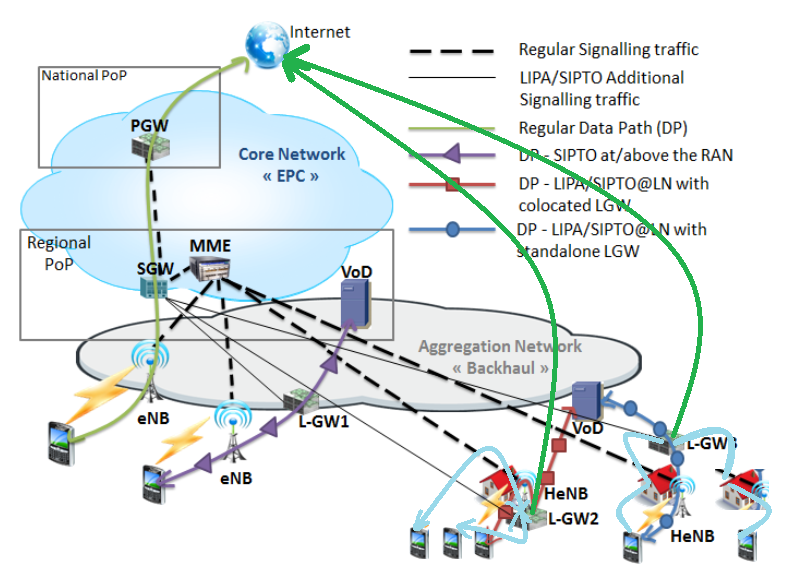 Internet
National PoP
PGW
Core Network
« EPC »
Regular Signalling traffic
LIPA/SIPTO Additional
Signalling traffic
Regular Data Path (DP)
DP - SIPTO at/above the RAN
DP - LIPA/SIPTO@LN with
colocated LGW
DP - LIPA/SIPTO@LN with
standalone LGW
Regional
PoP
MME
SGW
VoD
Aggregation Network
« Backhaul »
eNB
L-GW1
eNB
VoD
L-GW3
HeNB
L-GW2
HeNB